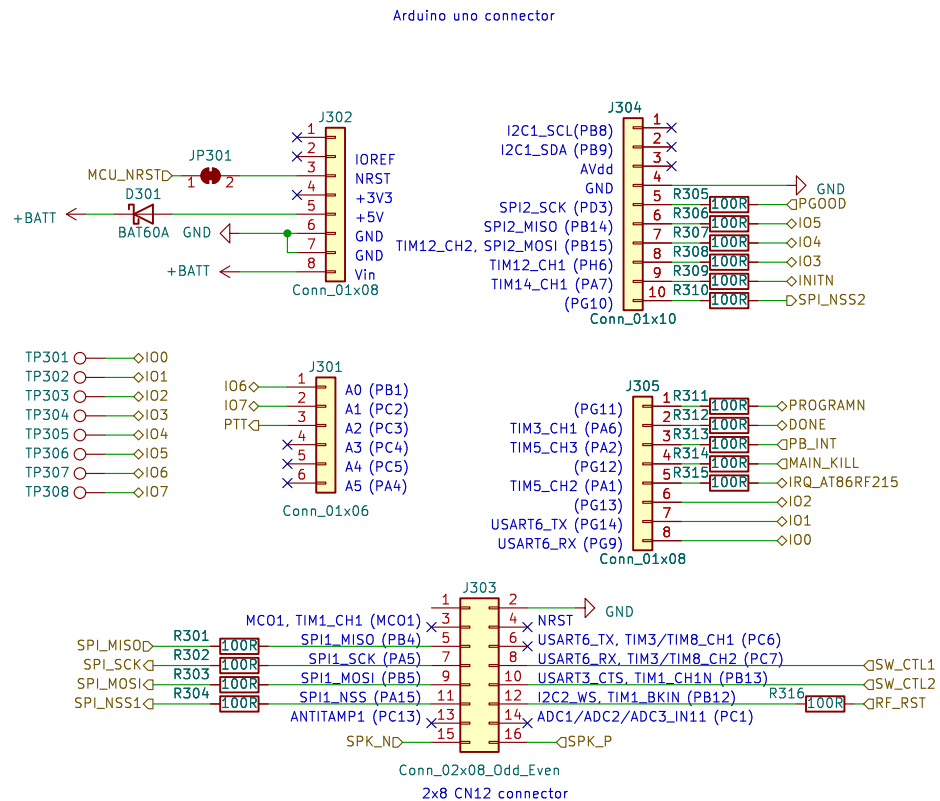 Arduino uno connector
J302
1
2
3
4
5
6
7
8
IOREF
NRST
+3V3
+5V
GND
GND
Vin
Conn_01x08
MCU_NRST
JP301
1 2
D301
+BATT
BAT60A
GND
+BATT
J304
I2C1_SCL(PB8) 1
I2C1_SDA (PB9) 2
AVdd 3
GND 4 GND
SPI2_SCK (PD3) 5 R305 100R PGOOD
SPI2_MISO (PB14) 6 R306 100R IO5
TIM12_CH2, SPI2_MOSI (PB15) 7 R307 100R IO4
TIM12_CH1 (PH6) 8 R308 100R IO3
TIM14_CH1 (PA7) 9 R309 100R INITN
(PG10) 10 R310 100R SPI_NSS2
Conn_01x10
TP301 IO0
TP302 IO1
TP303 IO2
TP304 IO3
TP305 IO4
TP306 IO5
TP307 IO6
TP308 IO7
J301
IO6 1 A0 (PB1)
IO7 2 A1 (PC2)
PTT 3 A2 (PC3)
4 A3 (PC4)
5 A4 (PC5)
6 A5 (PA4)
Conn_01x06
J305
(PG11) 1 R311 100R PROGRAMN
TIM3_CH1 (PA6) 2 R312 100R DONE
TIM5_CH3 (PA2) 3 R313 100R PB_INT
(PG12) 4 R314 100R MAIN_KILL
TIM5_CH2 (PA1) 5 R315 100R IRQ_AT86RF215
(PG13) 6 IO2
USART6_TX (PG14) 7 IO1
USART6_RX (PG9) 8 IO0
Conn_01x08
J303
1 2 GND
MCO1, TIM1_CH1 (MCO1) 3 4 NRST
SPI_MISO R301 100R SPI1_MISO (PB4) 5 6 USART6_TX, TIM3/TIM8_CH1 (PC6)
SPI_SCK R302 100R SPI1_SCK (PA5) 7 8 USART6_RX, TIM3/TIM8_CH2 (PC7) SW_CTL1
SPI_MOSI R303 100R SPI1_MOSI (PB5) 9 10 USART3_CTS, TIM1_CH1N (PB13) SW_CTL2
SPI_NSS1 R304 100R SPI1_NSS (PA15) 11 12 I2C2_WS, TIM1_BKIN (PB12) R316 100R RF_RST
ANTITAMP1 (PC13) 13 14 ADC1/ADC2/ADC3_IN11 (PC1)
SPK_N 15 16 SPK_P
Conn_02x08_Odd_Even
2x8 CN12 connector